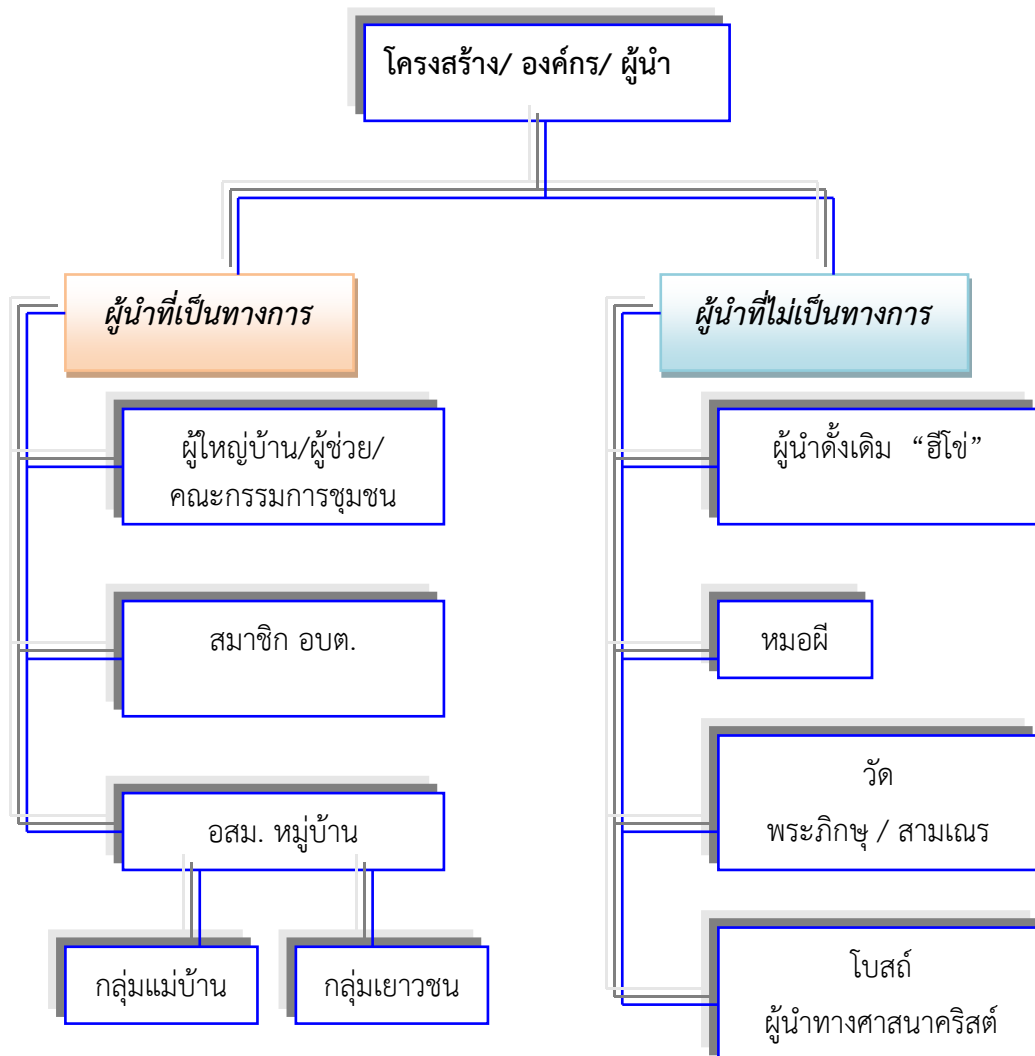 โครงสร้าง/ องค์กร/ ผู้นำ
ผู้นำที่เป็นทางการ
ผู้ใหญ่บ้าน/ผู้ช่วย/
คณะกรรมการชุมชน
สมาชิก อบต.
อสม. หมู่บ้าน
กลุ่มแม่บ้าน
กลุ่มเยาวชน
ผู้นำที่ไม่เป็นทางการ
ผู้นำดั้งเดิม “ฮีโข่”
หมอผี
วัด
พระภิกษุ / สามเณร
โบสถ์
ผู้นำทางศาสนาคริสต์